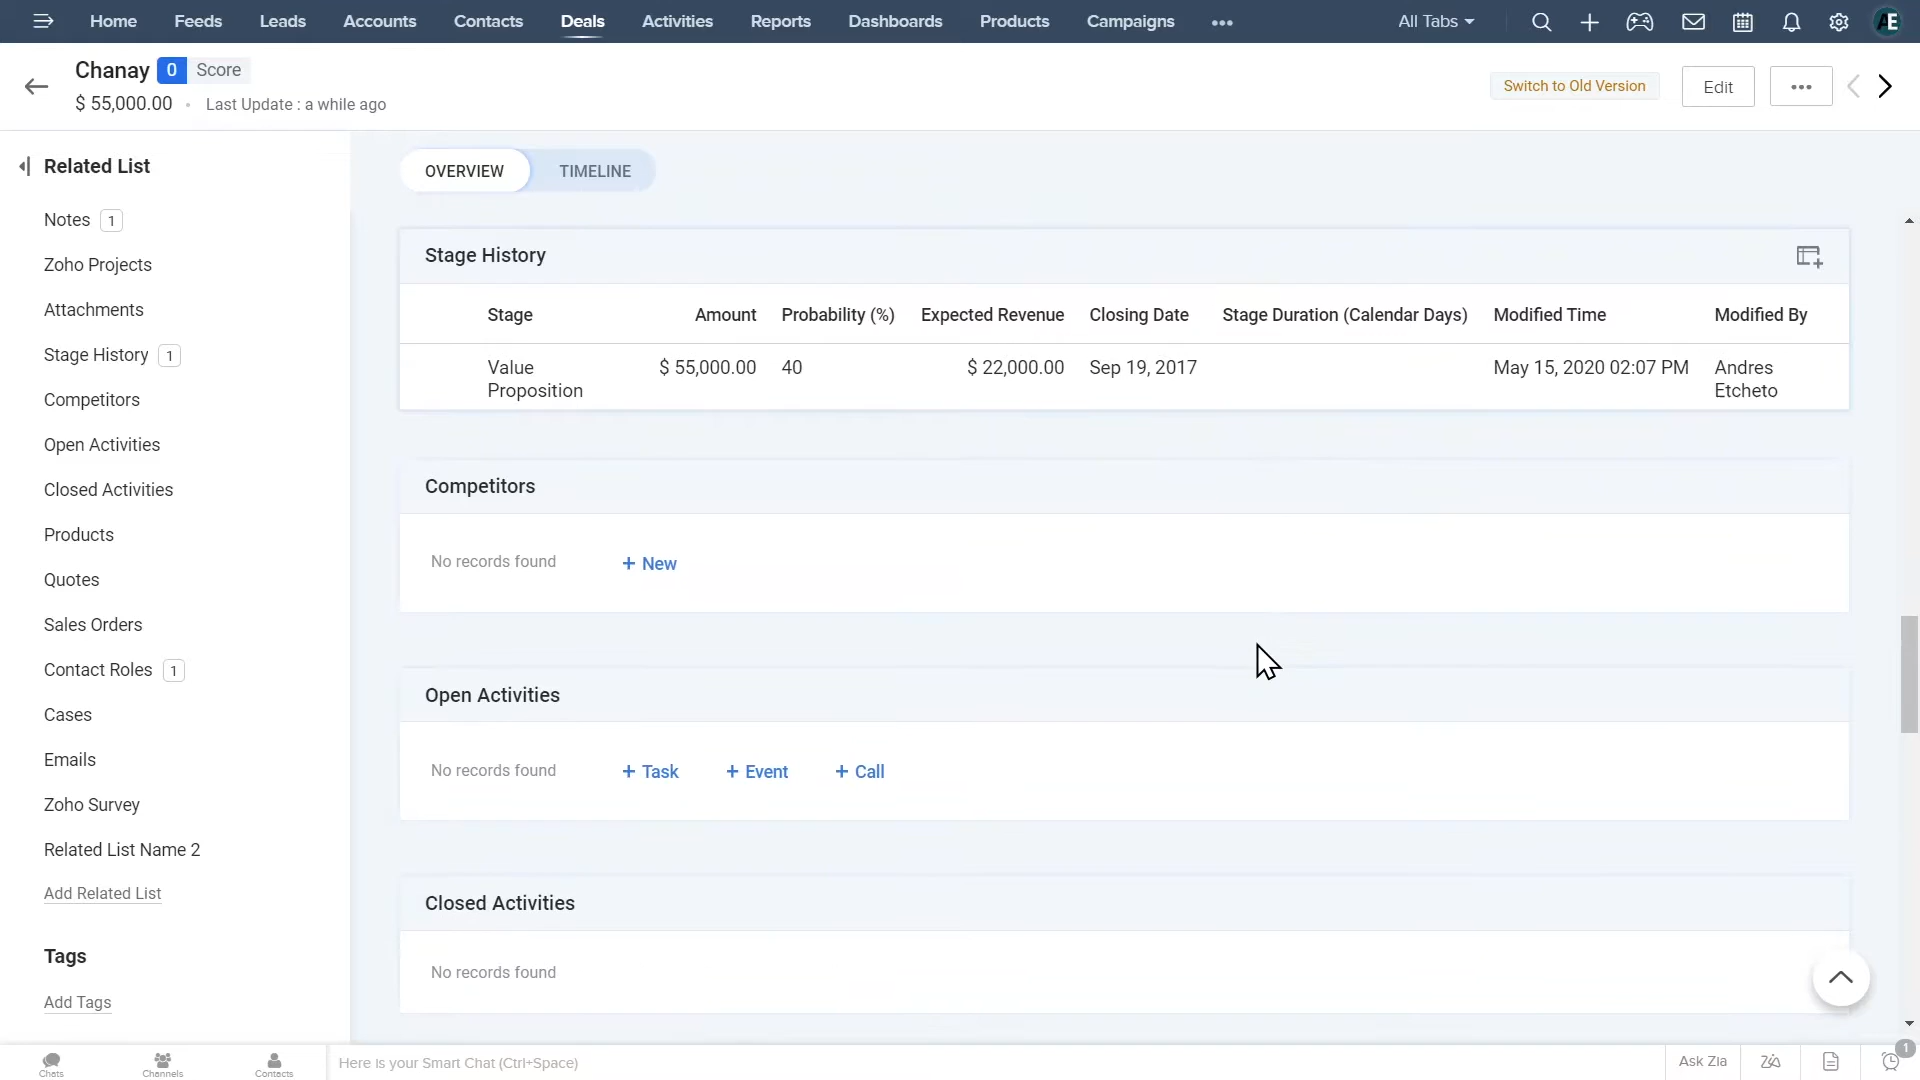 Home Feeds Leads Accounts Contacts Deals Activities Reports Dashboards Products Campaigns ••• All Tabs AE
Chanay 0 Score
$ 55,000.00 • Last Update : a while ago
Switch to Old Version Edit •••
Related List
Notes 1
Zoho Projects
Attachments
Stage History 1
Competitors
Open Activities
Closed Activities
Products
Quotes
Sales Orders
Contact Roles 1
Cases
Emails
Zoho Survey
Related List Name 2
Add Related List
Tags
Add Tags
OVERVIEW TIMELINE
Stage History
Stage Amount Probability (%) Expected Revenue Closing Date Stage Duration (Calendar Days) Modified Time Modified By
Value $ 55,000.00 40 $ 22,000.00 Sep 19, 2017 May 15, 2020 02:07 PM Andres
Proposition Etcheto
Competitors
No records found + New
Open Activities
No records found + Task + Event + Call
Closed Activities
No records found
Chats Channels Contacts Here is your Smart Chat (Ctrl+Space) Ask Zia 1